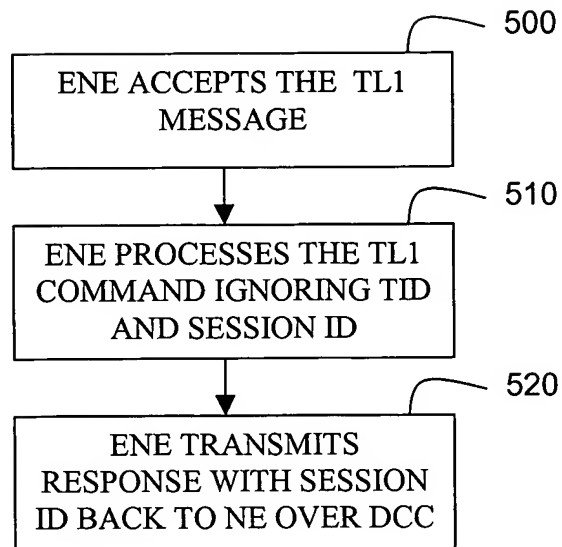 500
ENE ACCEPTS THE TL1
MESSAGE
510
ENE PROCESSES THE TL1
COMMAND IGNORING TID
AND SESSION ID
520
ENE TRANSMITS
RESPONSE WITH SESSION
ID BACK TO NE OVER DCC